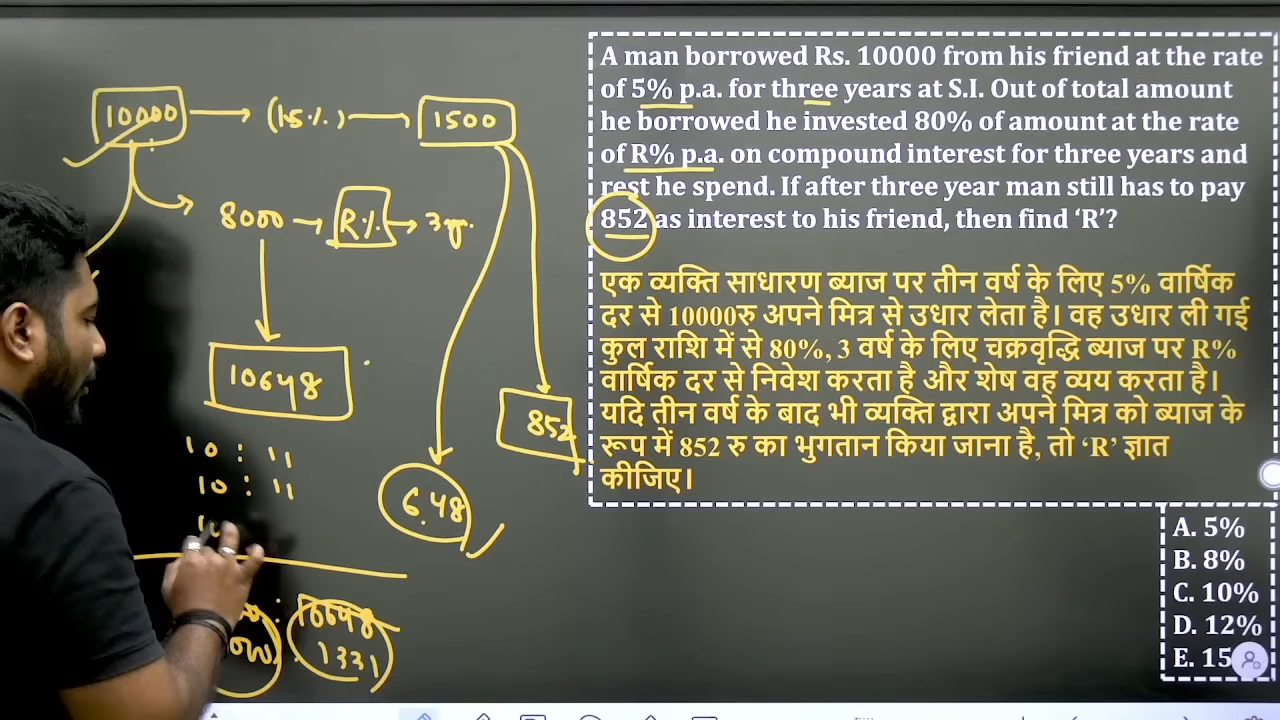 A man borrowed Rs. 10000 from his friend at the rate
of 5% p.a. for three years at S.I. Out of total amount
he borrowed he invested 80% of amount at the rate
of R% p.a. on compound interest for three years and
rest he spend. If after three year man still has to pay
852 as interest to his friend, then find ‘R’?
एक व्यक्ति साधारण ब्याज पर तीन वर्ष के लिए 5% वार्षिक
दर से 10000रु अपने मित्र से उधार लेता है। वह उधार ली गई
कुल राशि में से 80%, 3 वर्ष के लिए चक्रवृद्धि ब्याज पर R%
वार्षिक दर से निवेश करता है और शेष वह व्यय करता है।
यदि तीन वर्ष के बाद भी व्यक्ति द्वारा अपने मित्र को ब्याज के
रूप में 852 रु का भुगतान किया जाना है, तो ‘R’ ज्ञात
कीजिए।
A. 5%
B. 8%
C. 10%
D. 12%
E. 15
10000 → (15%) → 1500
8000 → R% → 3yr.
10648
852
10 : 11
10 : 11
6.48
: 10648
1331